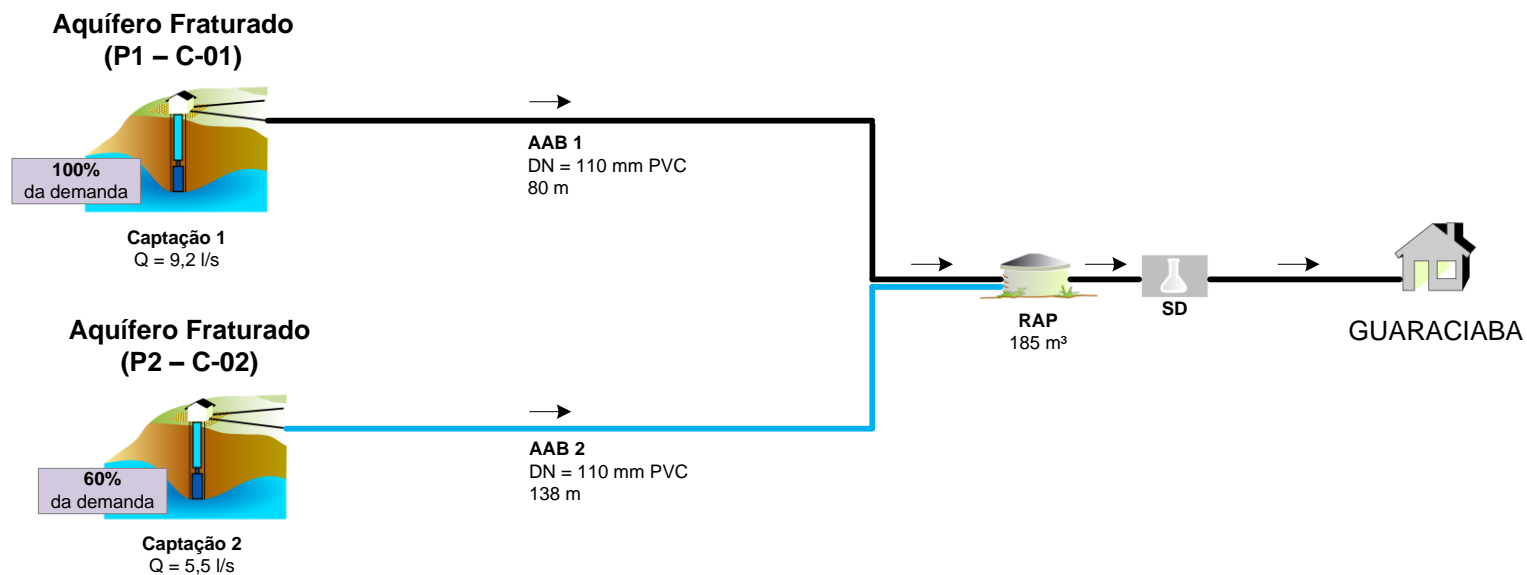 Aquífero Fraturado
(P1 – C-01)
100%
da demanda
Captação 1
Q = 9,2 l/s
AAB 1
DN = 110 mm PVC
80 m
RAP
185 m³
SD
GUARACIABA
Aquífero Fraturado
(P2 – C-02)
60%
da demanda
Captação 2
Q = 5,5 l/s
AAB 2
DN = 110 mm PVC
138 m